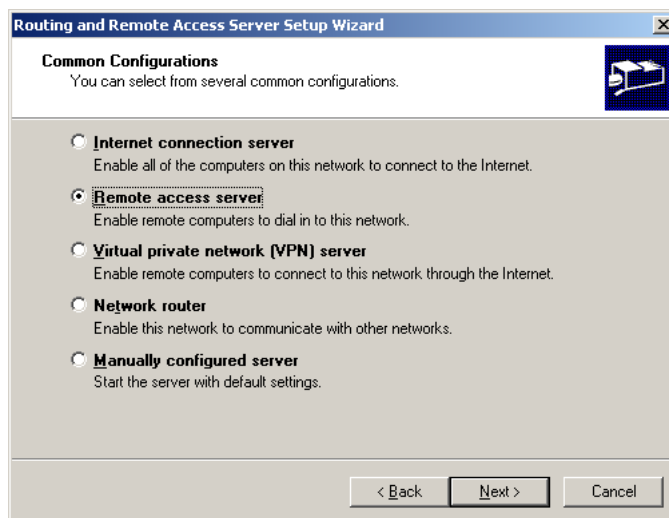 Routing and Remote Access Server Setup Wizard
Common Configurations
You can select from several common configurations.
Internet connection server
Enable all of the computers on this network to connect to the Internet.
Remote access server
Enable remote computers to dial in to this network.
Virtual private network (VPN) server
Enable remote computers to connect to this network through the Internet.
Network router
Enable this network to communicate with other networks.
Manually configured server
Start the server with default settings.
< Back Next > Cancel